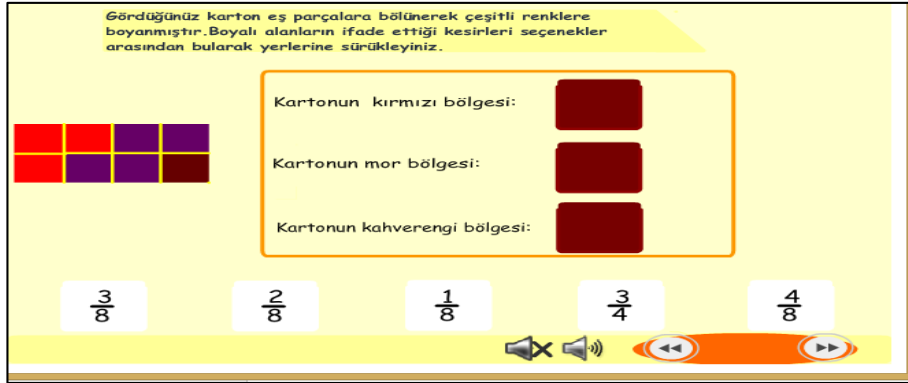 Gördüğünüz karton eş parçalara bölünerek çeşitli renklere
boyanmıştır.Boyalı alanların ifade ettiği kesirleri seçenekler
arasından bularak yerlerine sürükleyiniz.
Kartonun kırmızı bölgesi:
Kartonun mor bölgesi:
Kartonun kahverengi bölgesi:
3/8 2/8 1/8 3/4 4/8